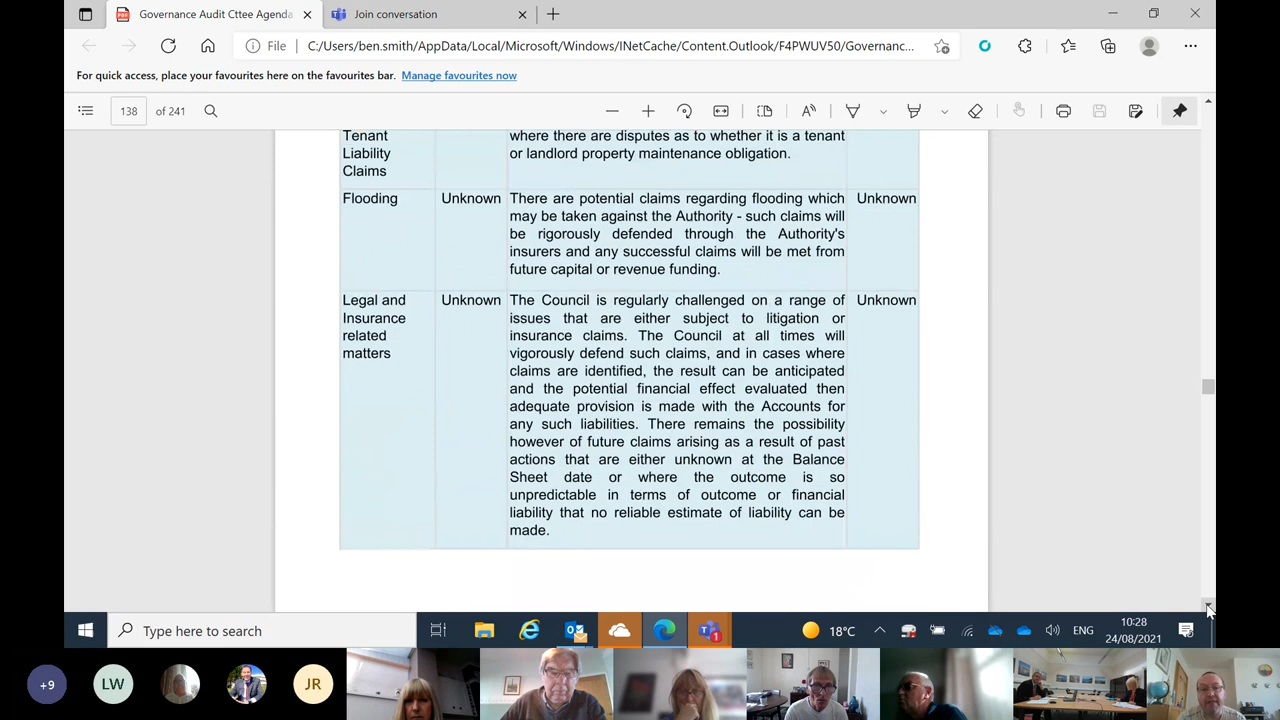 Governance Audit Cttee Agenda
Join conversation
File
C:/Users/ben.smith/AppData/Local/Microsoft/Windows/INetCache/Content.Outlook/F4PWUV50/Governanc...
For quick access, place your favourites here on the favourites bar. Manage favourites now
138 of 241
Tenant
Liability
Claims
where there are disputes as to whether it is a tenant
or landlord property maintenance obligation.
Flooding
Unknown
There are potential claims regarding flooding which
may be taken against the Authority - such claims will
be rigorously defended through the Authority's
insurers and any successful claims will be met from
future capital or revenue funding.
Unknown
Legal and
Insurance
related
matters
Unknown
The Council is regularly challenged on a range of
issues that are either subject to litigation or
insurance claims. The Council at all times will
vigorously defend such claims, and in cases where
claims are identified, the result can be anticipated
and the potential financial effect evaluated then
adequate provision is made with the Accounts for
any such liabilities. There remains the possibility
however of future claims arising as a result of past
actions that are either unknown at the Balance
Sheet date or where the outcome is so
unpredictable in terms of outcome or financial
liability that no reliable estimate of liability can be
made.
Unknown
Type here to search
18°C
ENG
10:28
24/08/2021
+9
LW
JR